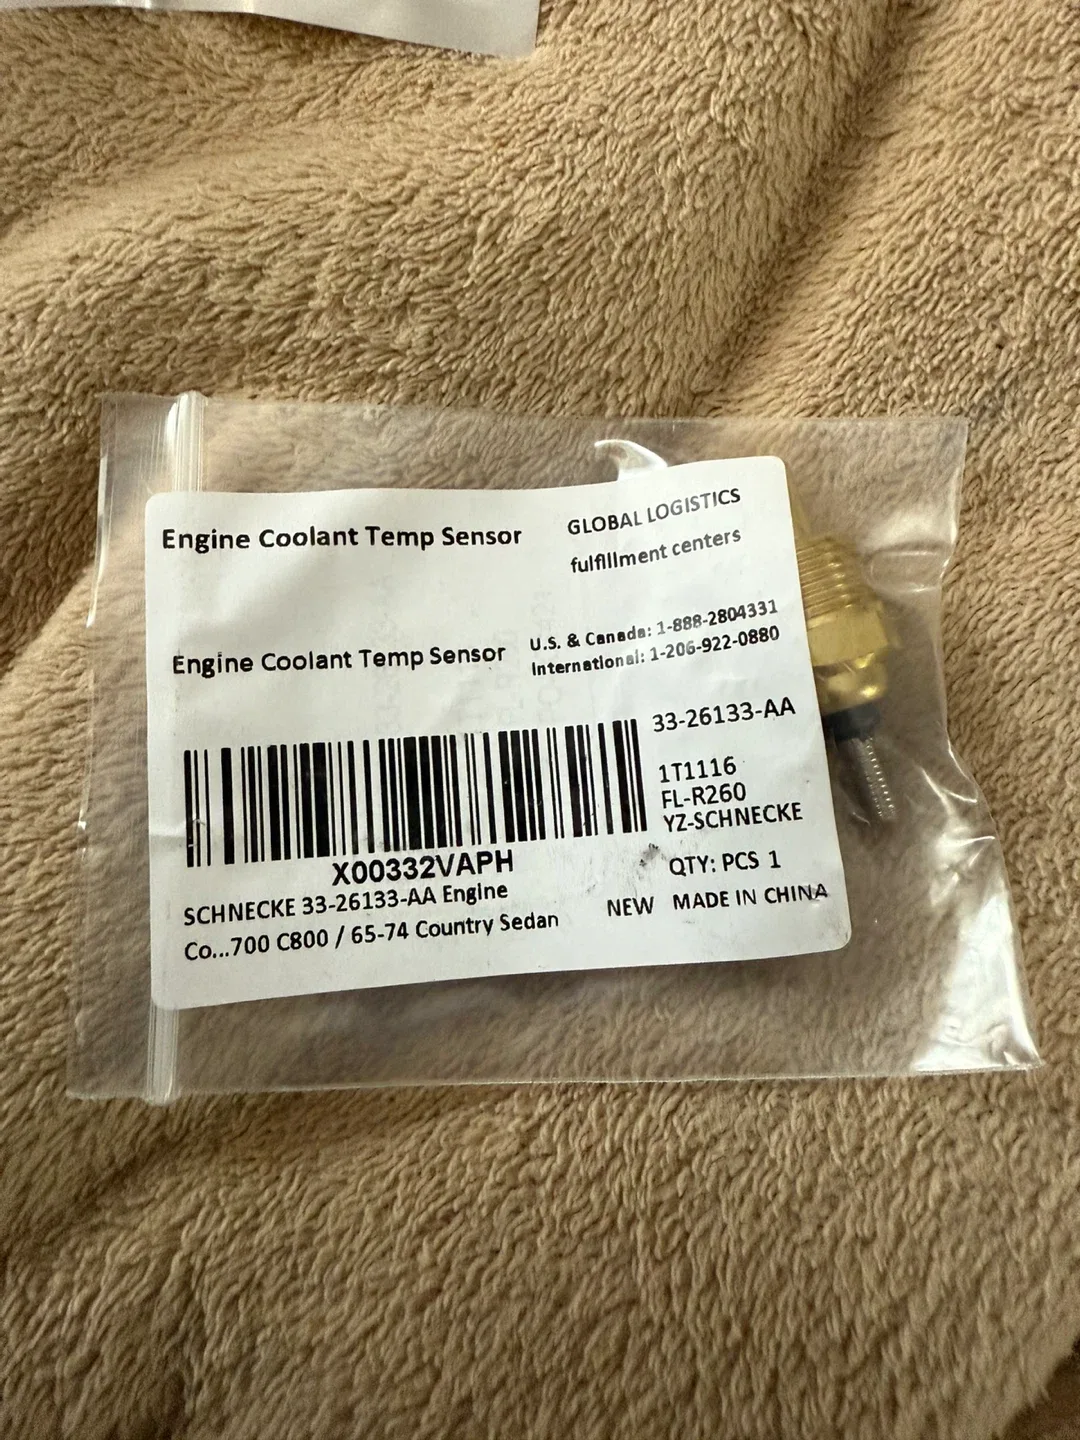 Engine Coolant Temp Sensor
GLOBAL LOGISTICS
fulfillment centers
Engine Coolant Temp Sensor
U.S. & Canada: 1-888-2804331
International: 1-206-922-0880
33-26133-AA
1T1116
FL-R260
YZ-SCHNECKE
X00332VAPH
SCHNECKE 33-26133-AA Engine
Co...700 C800 / 65-74 Country Sedan
QTY: PCS 1
NEW MADE IN CHINA